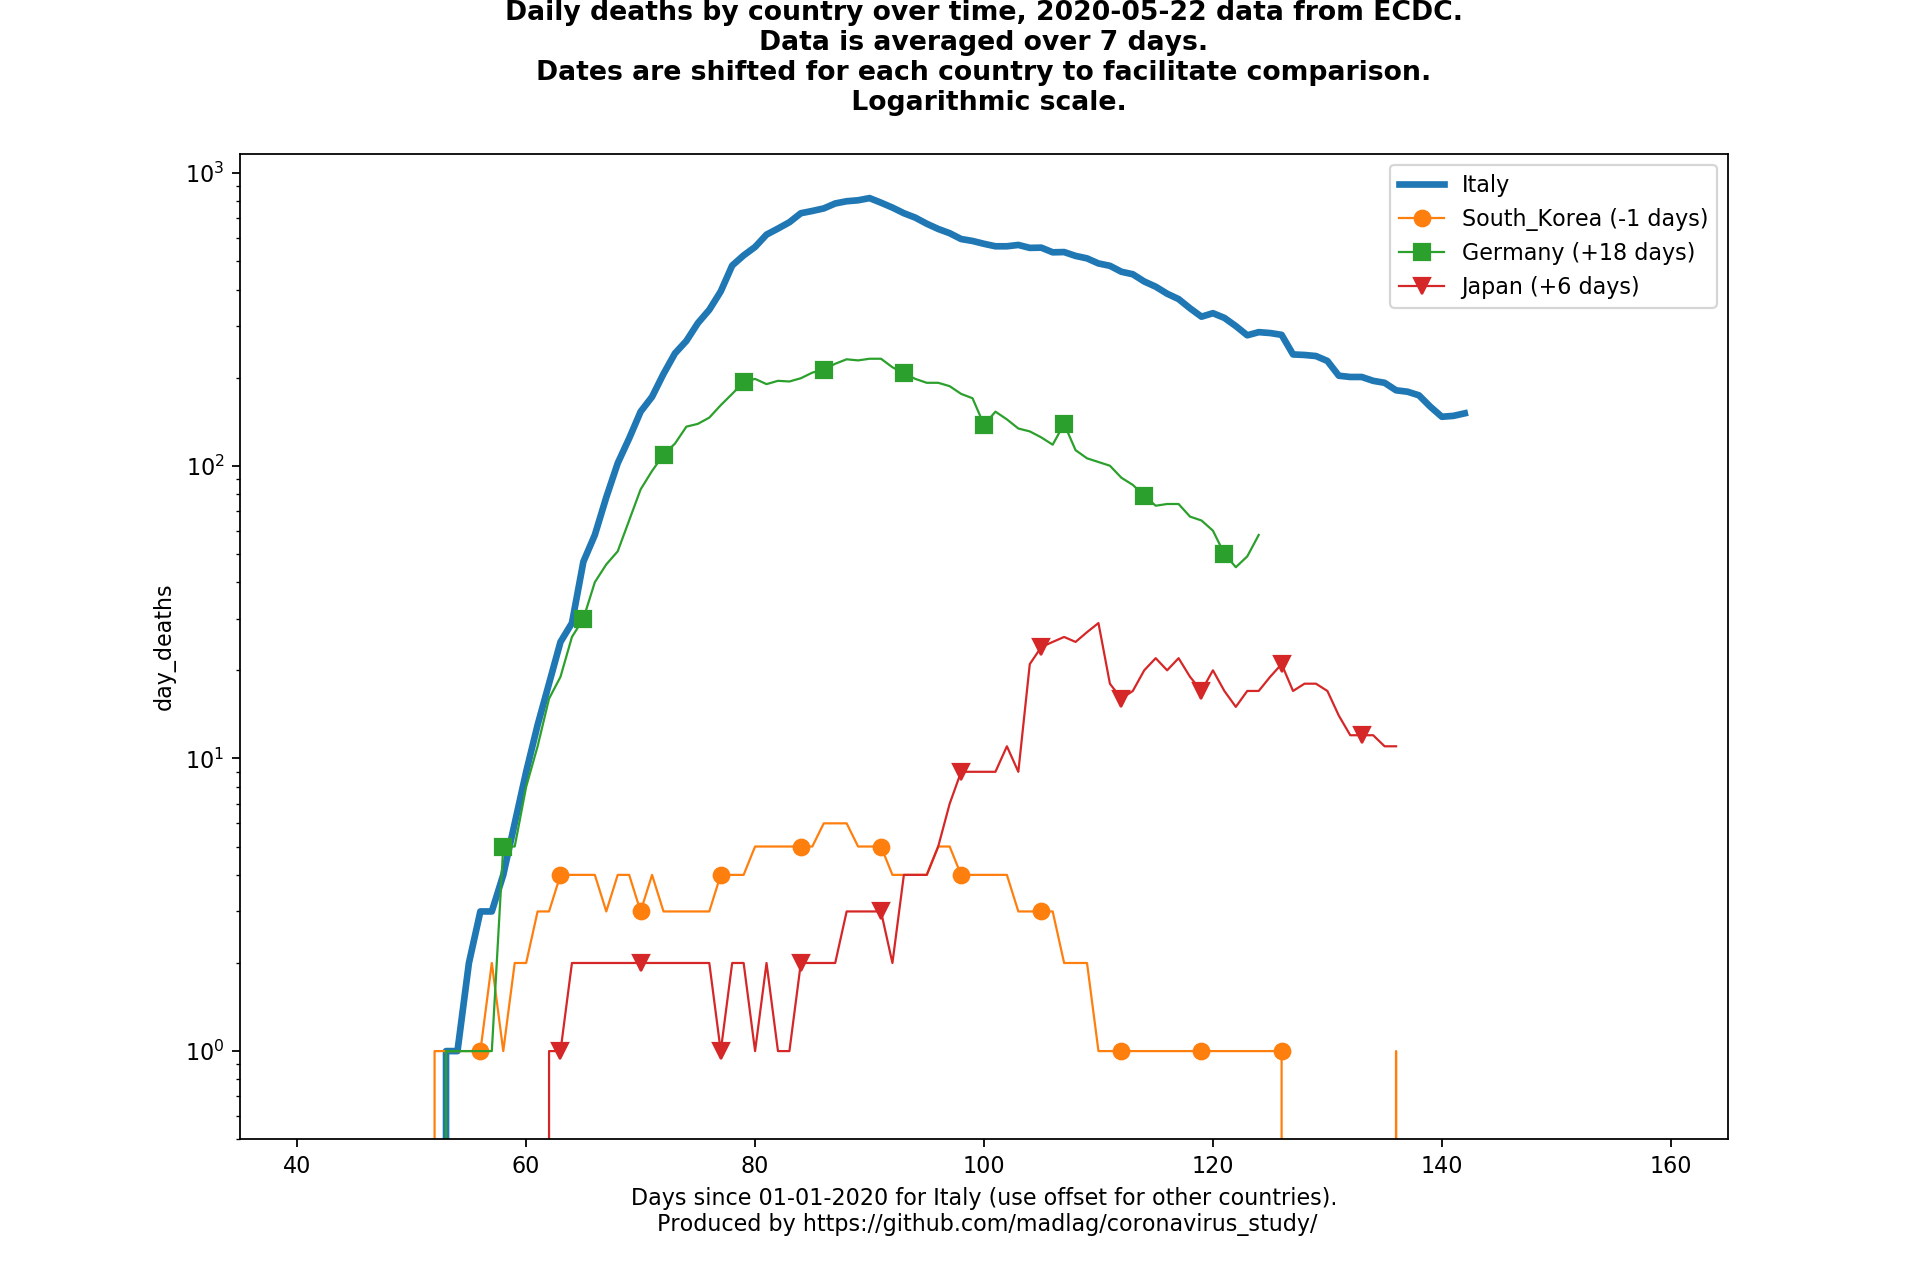 Daily deaths by country over time, 2020-05-22 data from ECDC.
Data is averaged over 7 days.
Dates are shifted for each country to facilitate comparison.
Logarithmic scale.
10³
10²
10¹
10⁰
day_deaths
Italy
South_Korea (-1 days)
Germany (+18 days)
Japan (+6 days)
40 60 80 100 120 140 160
Days since 01-01-2020 for Italy (use offset for other countries).
Produced by https://github.com/madlag/coronavirus_study/